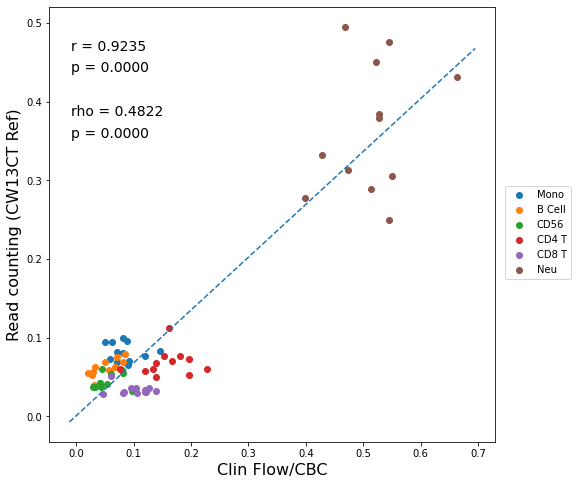 r = 0.9235
p = 0.0000
rho = 0.4822
p = 0.0000
Read counting (CW13CT Ref)
0.5
0.4
0.3
0.2
0.1
0.0
0.0 0.1 0.2 0.3 0.4 0.5 0.6 0.7
Clin Flow/CBC
Mono
B Cell
CD56
CD4 T
CD8 T
Neu